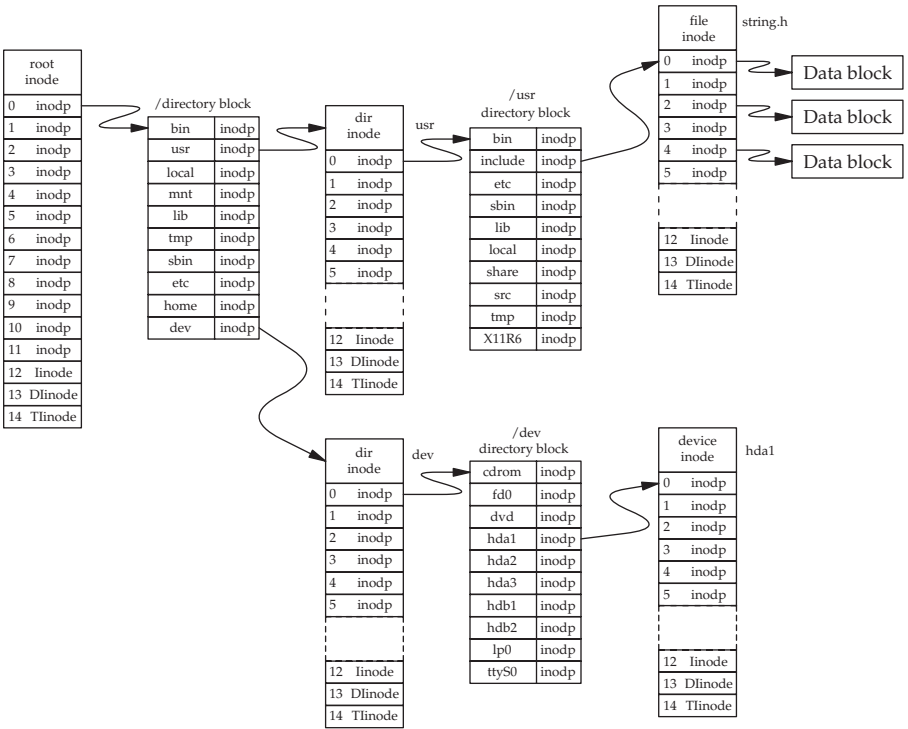 root
inode
0 inodp
1 inodp
2 inodp
3 inodp
4 inodp
5 inodp
6 inodp
7 inodp
8 inodp
9 inodp
10 inodp
11 inodp
12 Iinode
13 DIinode
14 TIinode
/directory block
bin inodp
usr inodp
local inodp
mnt inodp
lib inodp
tmp inodp
sbin inodp
etc inodp
home inodp
dev inodp
dir
inode
usr
0 inodp
1 inodp
2 inodp
3 inodp
4 inodp
5 inodp
12 Iinode
13 DIinode
14 TIinode
/usr
directory block
bin inodp
include inodp
etc inodp
sbin inodp
lib inodp
local inodp
share inodp
src inodp
tmp inodp
X11R6 inodp
file
inode
string.h
0 inodp
1 inodp
2 inodp
3 inodp
4 inodp
5 inodp
12 Iinode
13 DIinode
14 TIinode
Data block
Data block
Data block
dir
inode
dev
0 inodp
1 inodp
2 inodp
3 inodp
4 inodp
5 inodp
12 Iinode
13 DIinode
14 TIinode
/dev
directory block
cdrom inodp
fd0 inodp
dvd inodp
hda1 inodp
hda2 inodp
hda3 inodp
hdb1 inodp
hdb2 inodp
lp0 inodp
ttyS0 inodp
device
inode
hda1
0 inodp
1 inodp
2 inodp
3 inodp
4 inodp
5 inodp
12 Iinode
13 DIinode
14 TIinode